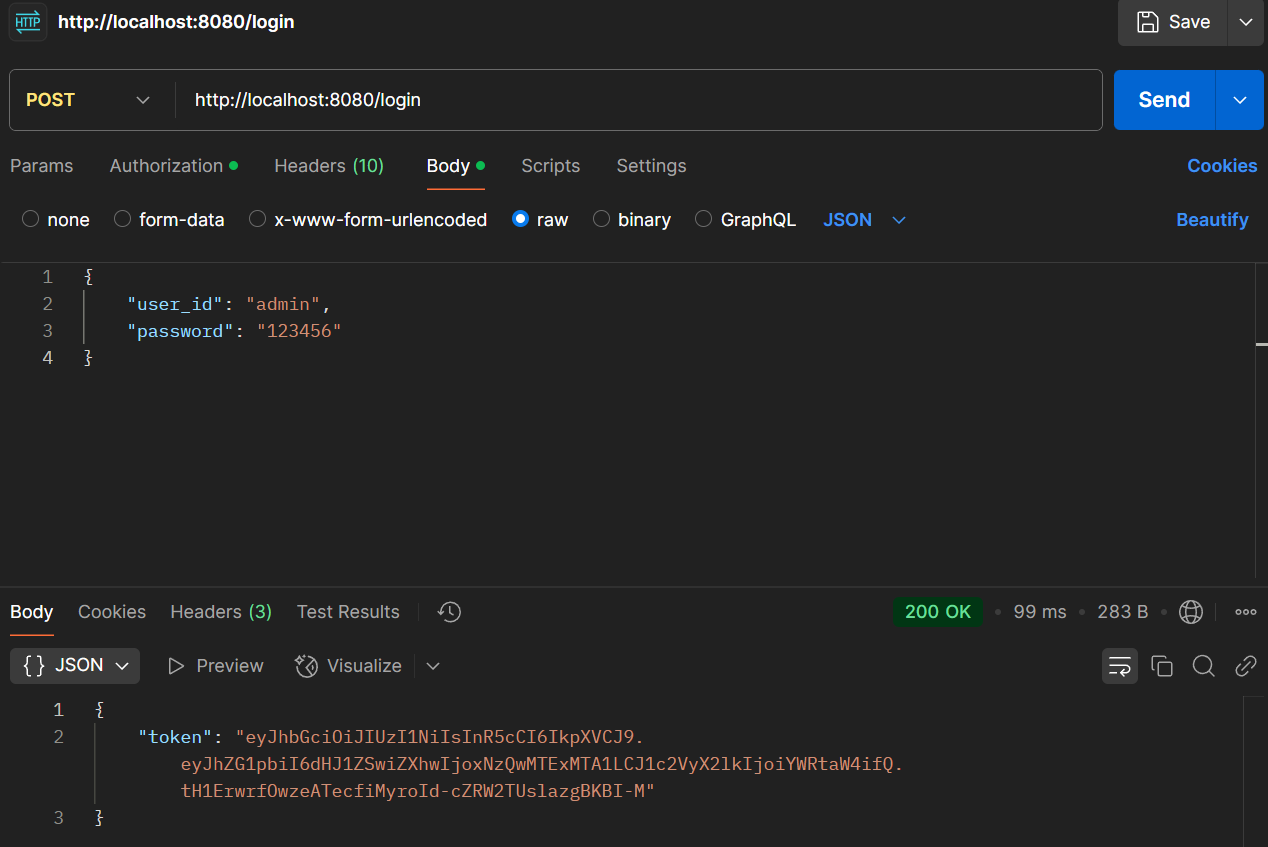 HTTP http://localhost:8080/login Save
POST http://localhost:8080/login Send
Params Authorization Headers (10) Body Scripts Settings Cookies
none form-data x-www-form-urlencoded raw binary GraphQL JSON Beautify
1 {
2 "user_id": "admin",
3 "password": "123456"
4 }
Body Cookies Headers (3) Test Results 200 OK • 99 ms • 283 B •
{} JSON Preview Visualize
1 {
2 "token": "eyJhbGciOiJIUzI1NiIsInR5cCI6IkpXVCJ9.
eyJhZG1pbiI6dHJ1ZSwiZXhwIjoxNzQwMTExMTA1LCJ1c2VyX2lkIjoiYWRtaW4ifQ.
tH1ErwrfOwzeATecfiMyroId-cZRW2TUslazgBKBI-M"
3 }